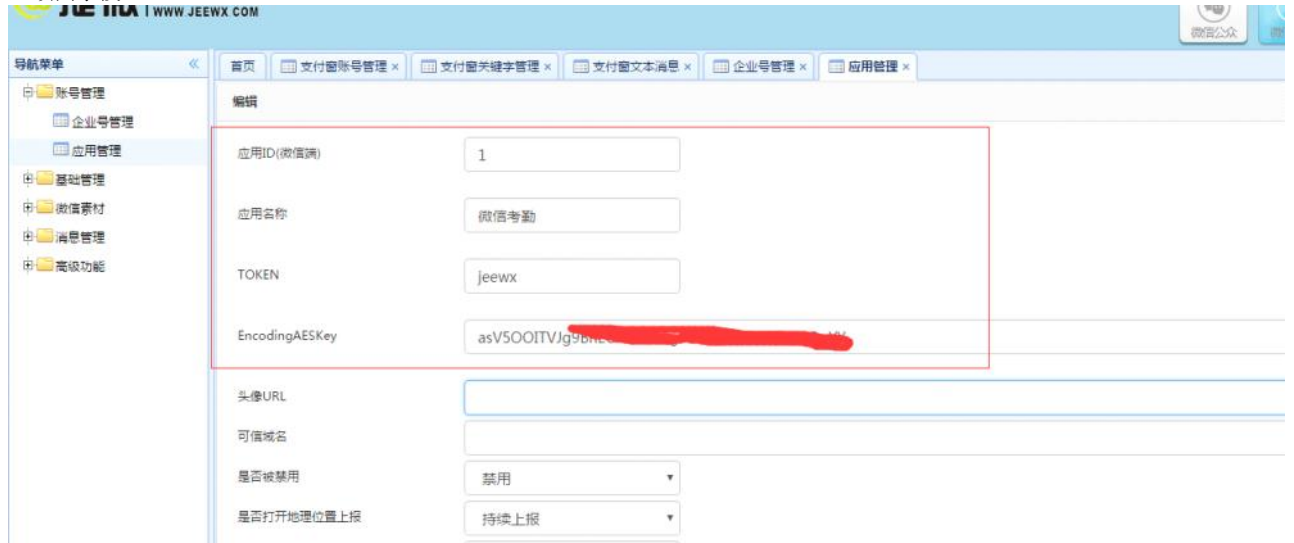 WWW JEEWX COM
微信公众
导航菜单
首页 支付窗账号管理 × 支付窗关键字管理 × 支付窗文本消息 × 企业号管理 × 应用管理 ×
账号管理
企业号管理
应用管理
基础管理
微信素材
消息管理
高级功能
编辑
应用ID(微信端) 1
应用名称 微信考勤
TOKEN jeewx
EncodingAESKey
头像URL
可信域名
是否被禁用 禁用
是否打开地理位置上报 持续上报